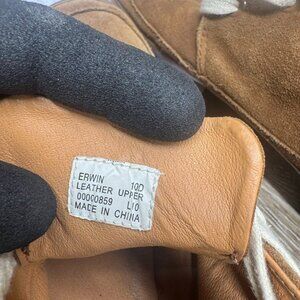 ERWIN 10D
LEATHER UPPER
00000859 L10
MADE IN CHINA